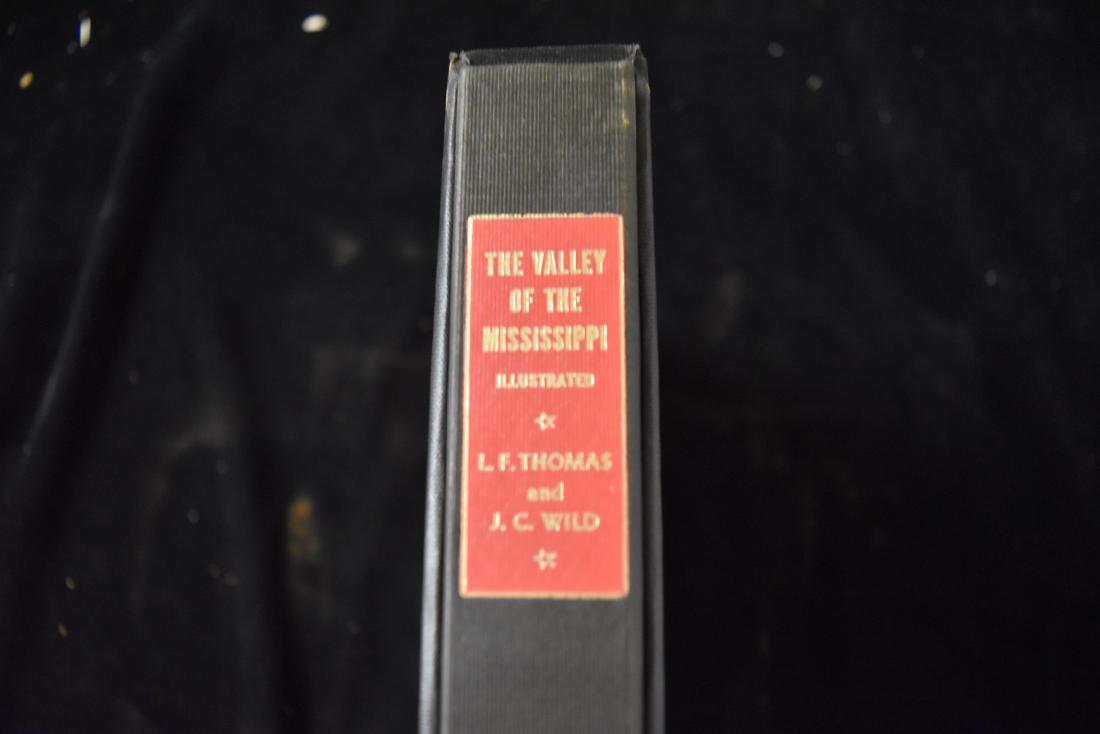 THE VALLEY
OF THE
MISSISSIPPI
ILLUSTRATED
L. F. THOMAS
and
J. C. WILD